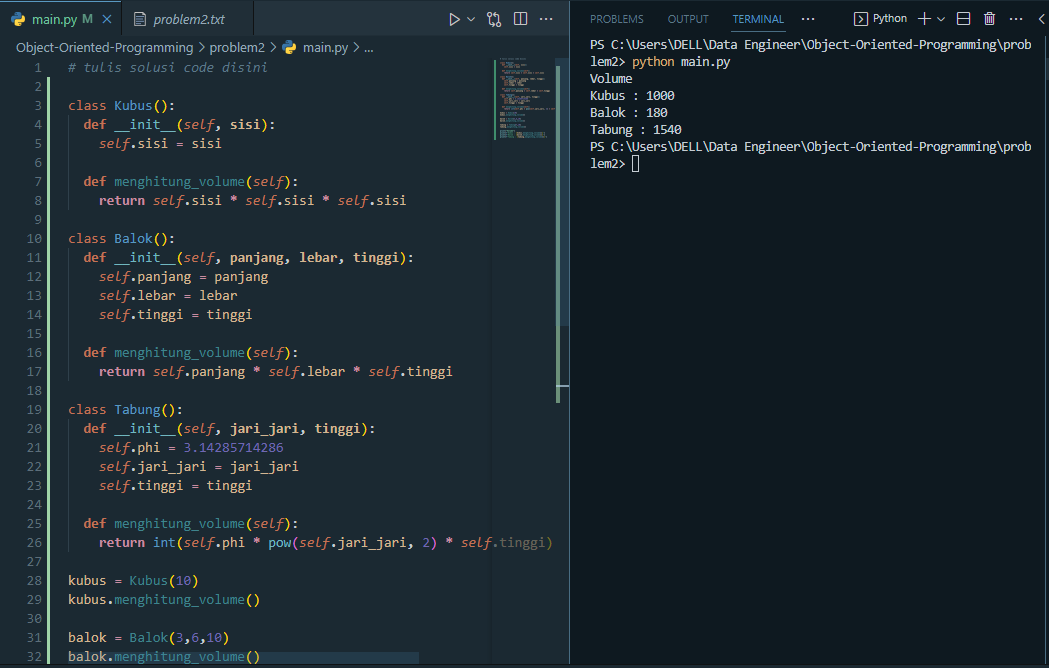 main.py M
problem2.txt
Object-Oriented-Programming > problem2 > main.py > ...
1 # tulis solusi code disini
2
3 class Kubus():
4 def __init__(self, sisi):
5 self.sisi = sisi
6
7 def menghitung_volume(self):
8 return self.sisi * self.sisi * self.sisi
9
10 class Balok():
11 def __init__(self, panjang, lebar, tinggi):
12 self.panjang = panjang
13 self.lebar = lebar
14 self.tinggi = tinggi
15
16 def menghitung_volume(self):
17 return self.panjang * self.lebar * self.tinggi
18
19 class Tabung():
20 def __init__(self, jari_jari, tinggi):
21 self.phi = 3.14285714286
22 self.jari_jari = jari_jari
23 self.tinggi = tinggi
24
25 def menghitung_volume(self):
26 return int(self.phi * pow(self.jari_jari, 2) * self.tinggi)
27
28 kubus = Kubus(10)
29 kubus.menghitung_volume()
30
31 balok = Balok(3,6,10)
32 balok.menghitung_volume()
PROBLEMS OUTPUT TERMINAL ... Python
PS C:\Users\DELL\Data Engineer\Object-Oriented-Programming\prob
lem2> python main.py
Volume
Kubus : 1000
Balok : 180
Tabung : 1540
PS C:\Users\DELL\Data Engineer\Object-Oriented-Programming\prob
lem2>